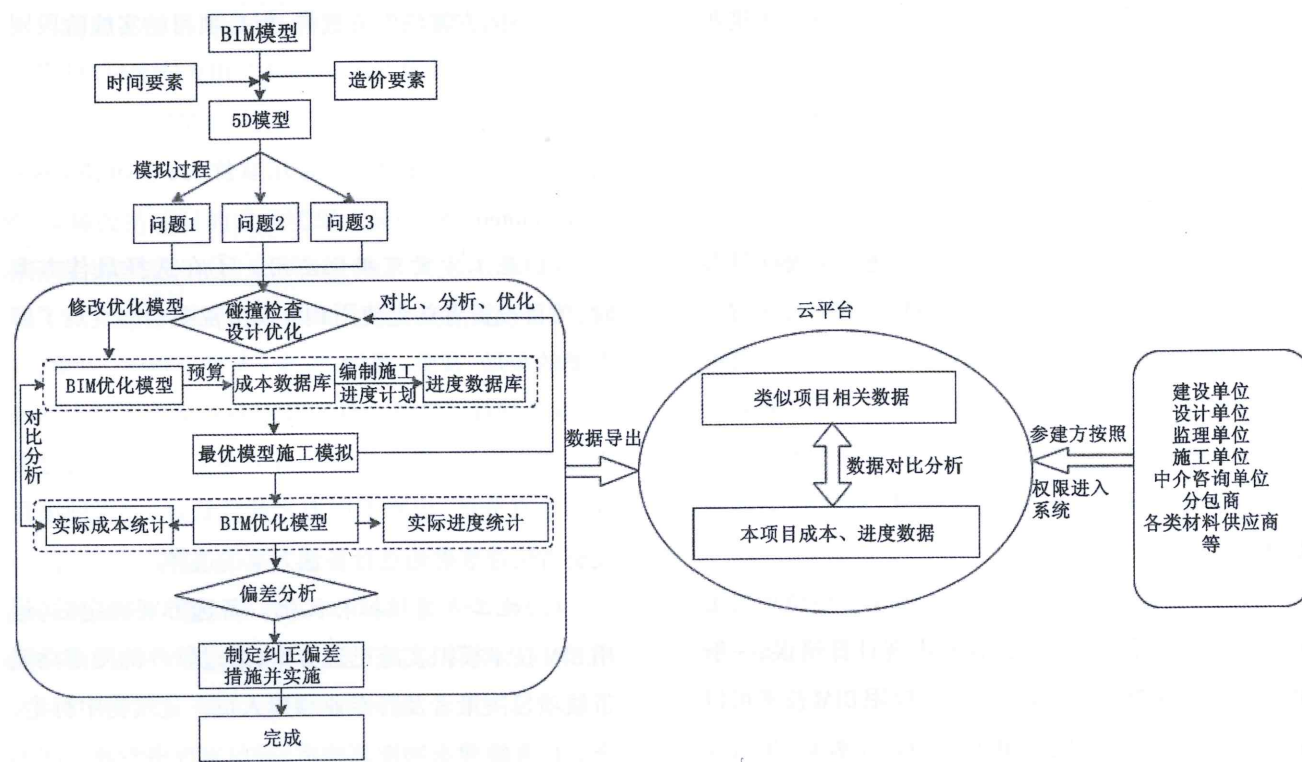 BIM模型
时间要素
造价要素
5D模型
模拟过程
问题1
问题2
问题3
修改优化模型
碰撞检查
设计优化
对比、分析、优化
BIM优化模型
预算
成本数据库
编制施工
进度计划
进度数据库
对比分析
最优模型施工模拟
实际成本统计
BIM优化模型
实际进度统计
偏差分析
制定纠正偏差
措施并实施
完成
数据导出
云平台
类似项目相关数据
数据对比分析
本项目成本、进度数据
参建方按照
权限进入
系统
建设单位
设计单位
监理单位
施工单位
中介咨询单位
分包商
各类材料供应商
等